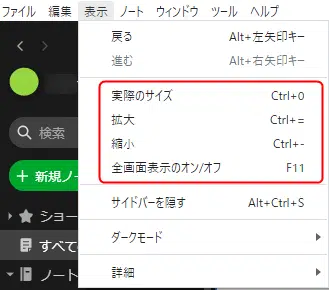 ファイル 編集 表示 ノート ウィンドウ ツール ヘルプ
戻る Alt+左矢印キー
進む Alt+右矢印キー
実際のサイズ Ctrl+0
拡大 Ctrl+=
縮小 Ctrl+-
全画面表示のオン/オフ F11
サイドバーを隠す Alt+Ctrl+S
ダークモード
詳細
検索
新規ノー
ショー
すべて
ノート